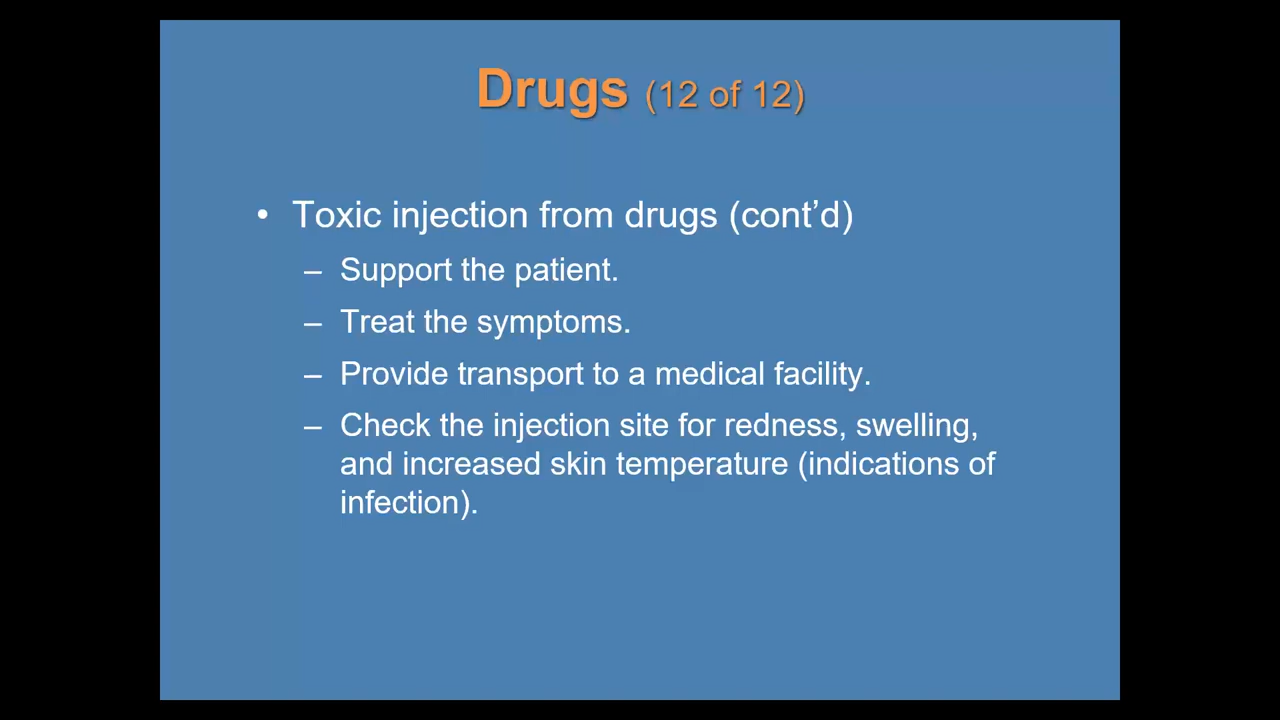 Drugs (12 of 12)
• Toxic injection from drugs (cont’d)
– Support the patient.
– Treat the symptoms.
– Provide transport to a medical facility.
– Check the injection site for redness, swelling,
and increased skin temperature (indications of
infection).